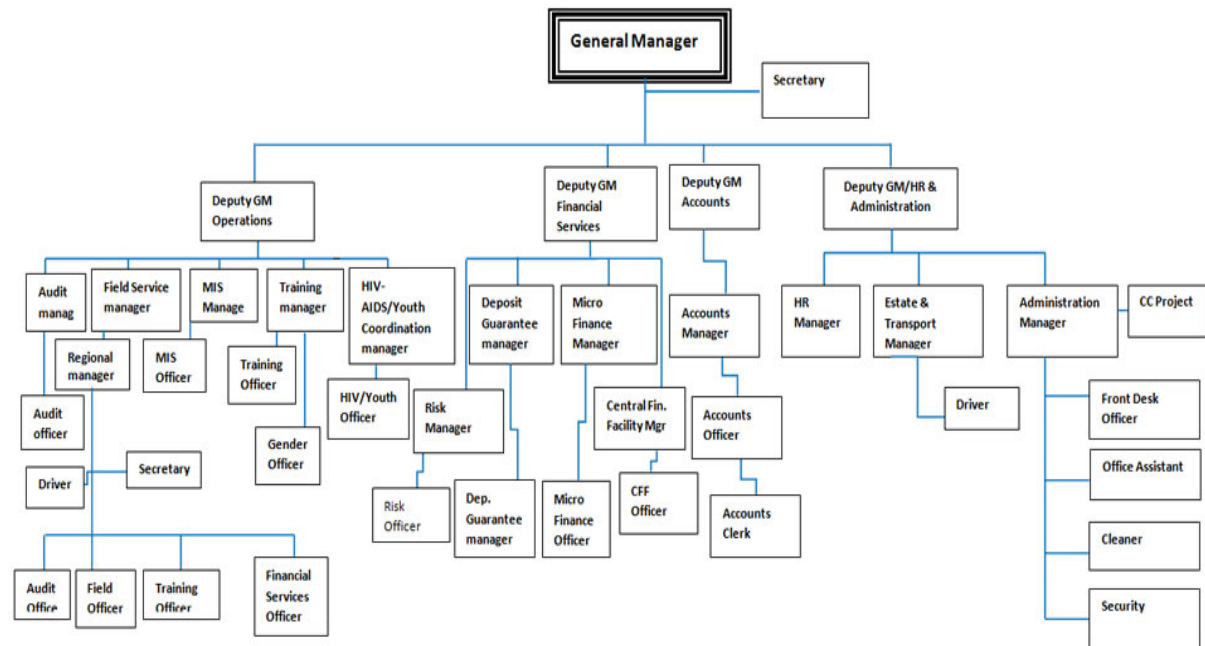 General Manager
Secretary
Deputy GM
Operations
Deputy GM
Financial
Services
Deputy GM
Accounts
Deputy GM/HR &
Administration
Audit
manag
Field Service
manager
MIS
Manage
Training
manager
HIV-
AIDS/Youth
Coordination
manager
Deposit
Guarantee
manager
Micro
Finance
Manager
Accounts
Manager
HR
Manager
Estate &
Transport
Manager
Administration
Manager
CC Project
Regional
manager
MIS
Officer
Training
Officer
HIV/Youth
Officer
Risk
Manager
Central Fin.
Facility Mgr
Accounts
Officer
Driver
Front Desk
Officer
Audit
officer
Gender
Officer
Driver
Secretary
Risk
Officer
Dep.
Guarantee
manager
Micro
Finance
Officer
CFF
Officer
Accounts
Clerk
Office Assistant
Cleaner
Security
Audit
Office
Field
Officer
Training
Officer
Financial
Services
Officer